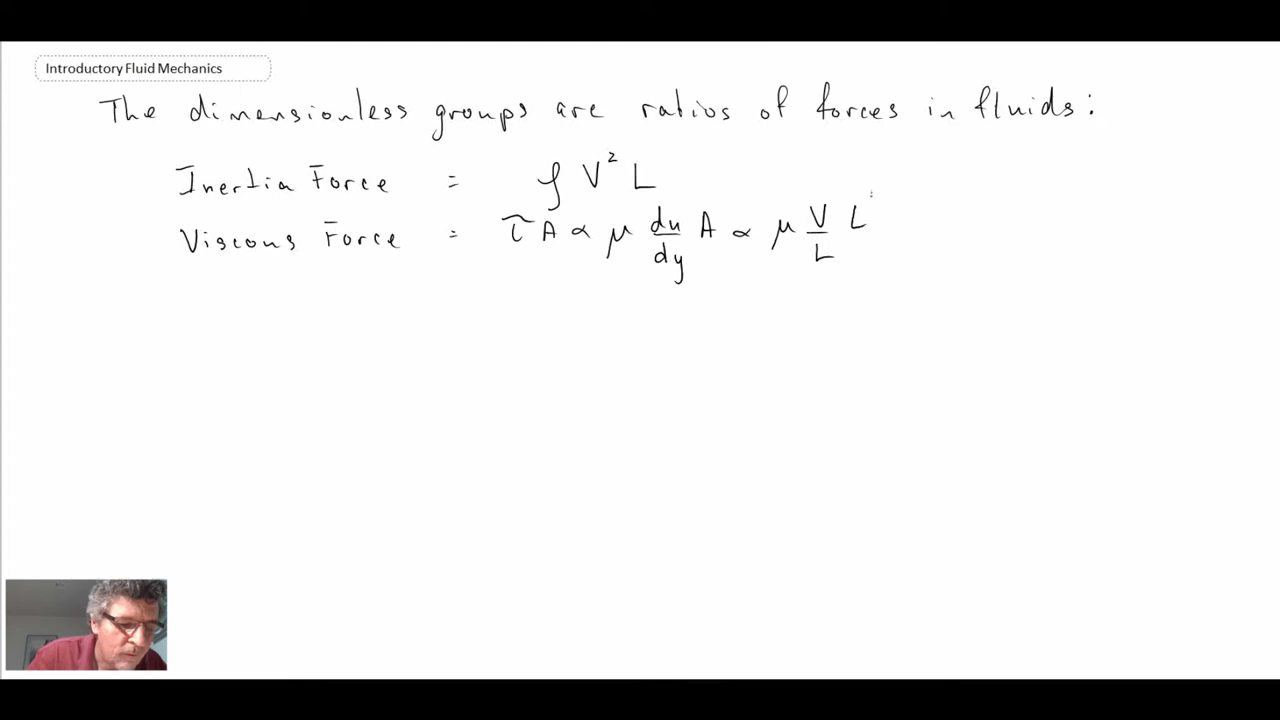 Introductory Fluid Mechanics
The dimensionless groups are ratios of forces in fluids:
Inertia Force = ρ V² L
Viscous Force = τ A ∝ μ du/dy A ∝ μ V/L L